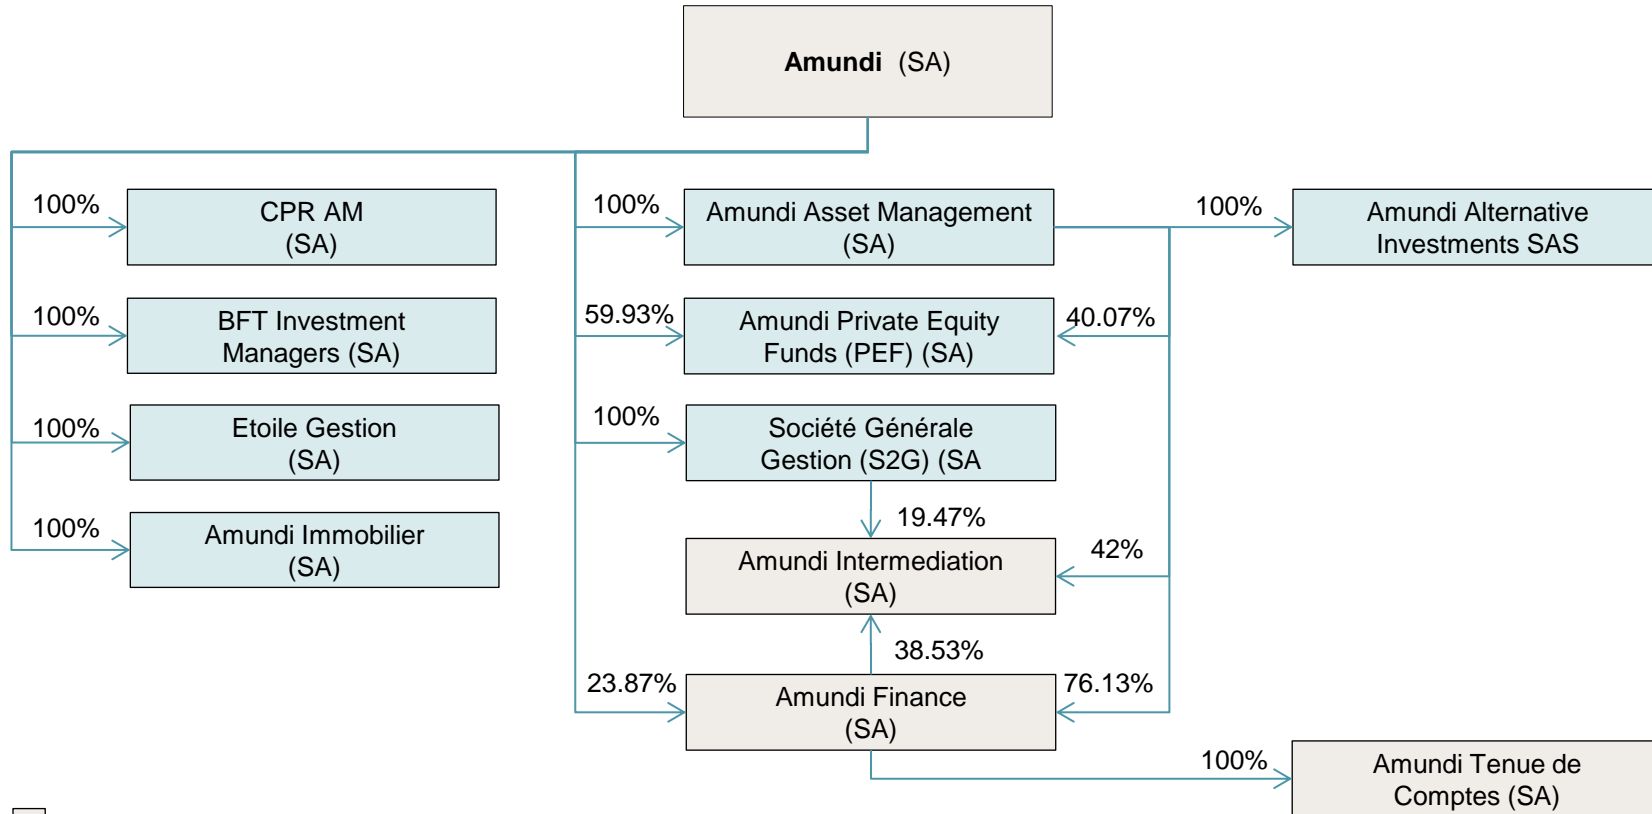 Amundi (SA)
100%
CPR AM
(SA)
100%
Amundi Asset Management
(SA)
100%
Amundi Alternative
Investments SAS
100%
BFT Investment
Managers (SA)
59.93%
Amundi Private Equity
Funds (PEF) (SA)
40.07%
100%
Etoile Gestion
(SA)
100%
Société Générale
Gestion (S2G) (SA
19.47%
100%
Amundi Immobilier
(SA)
Amundi Intermediation
(SA)
42%
38.53%
23.87%
Amundi Finance
(SA)
76.13%
100%
Amundi Tenue de
Comptes (SA)